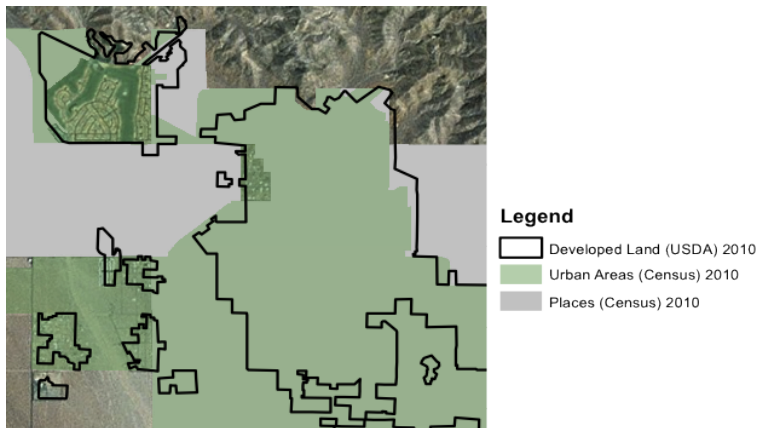 Legend
Developed Land (USDA) 2010
Urban Areas (Census) 2010
Places (Census) 2010